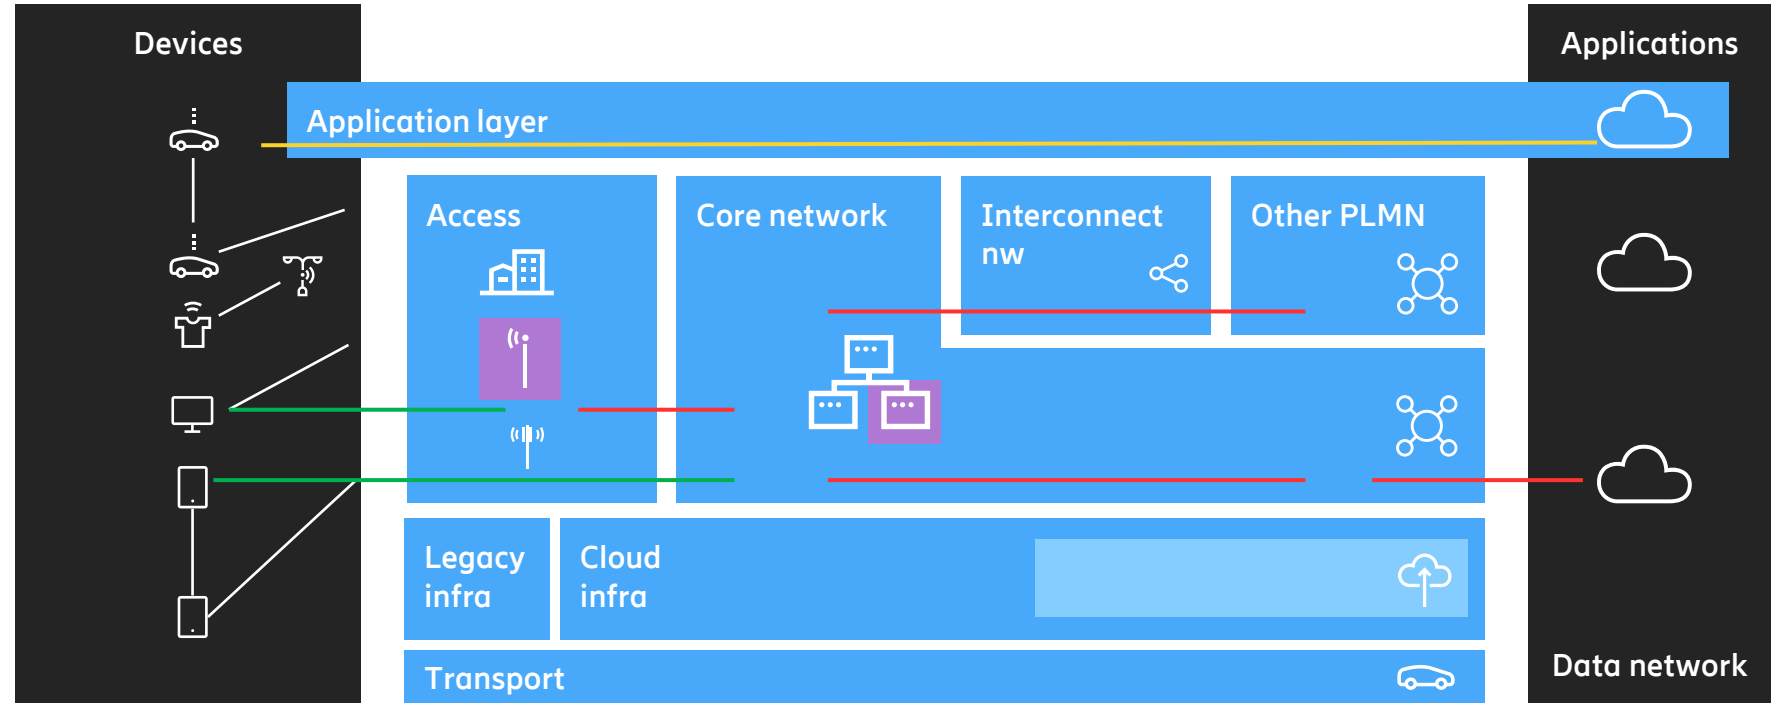 Devices
Applications
Application layer
Access
Core network
Interconnect
nw
Other PLMN
Legacy
infra
Cloud
infra
Transport
Data network